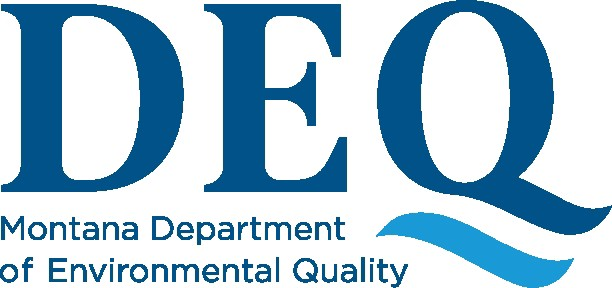 DEQ
Montana Department
of Environmental Quality